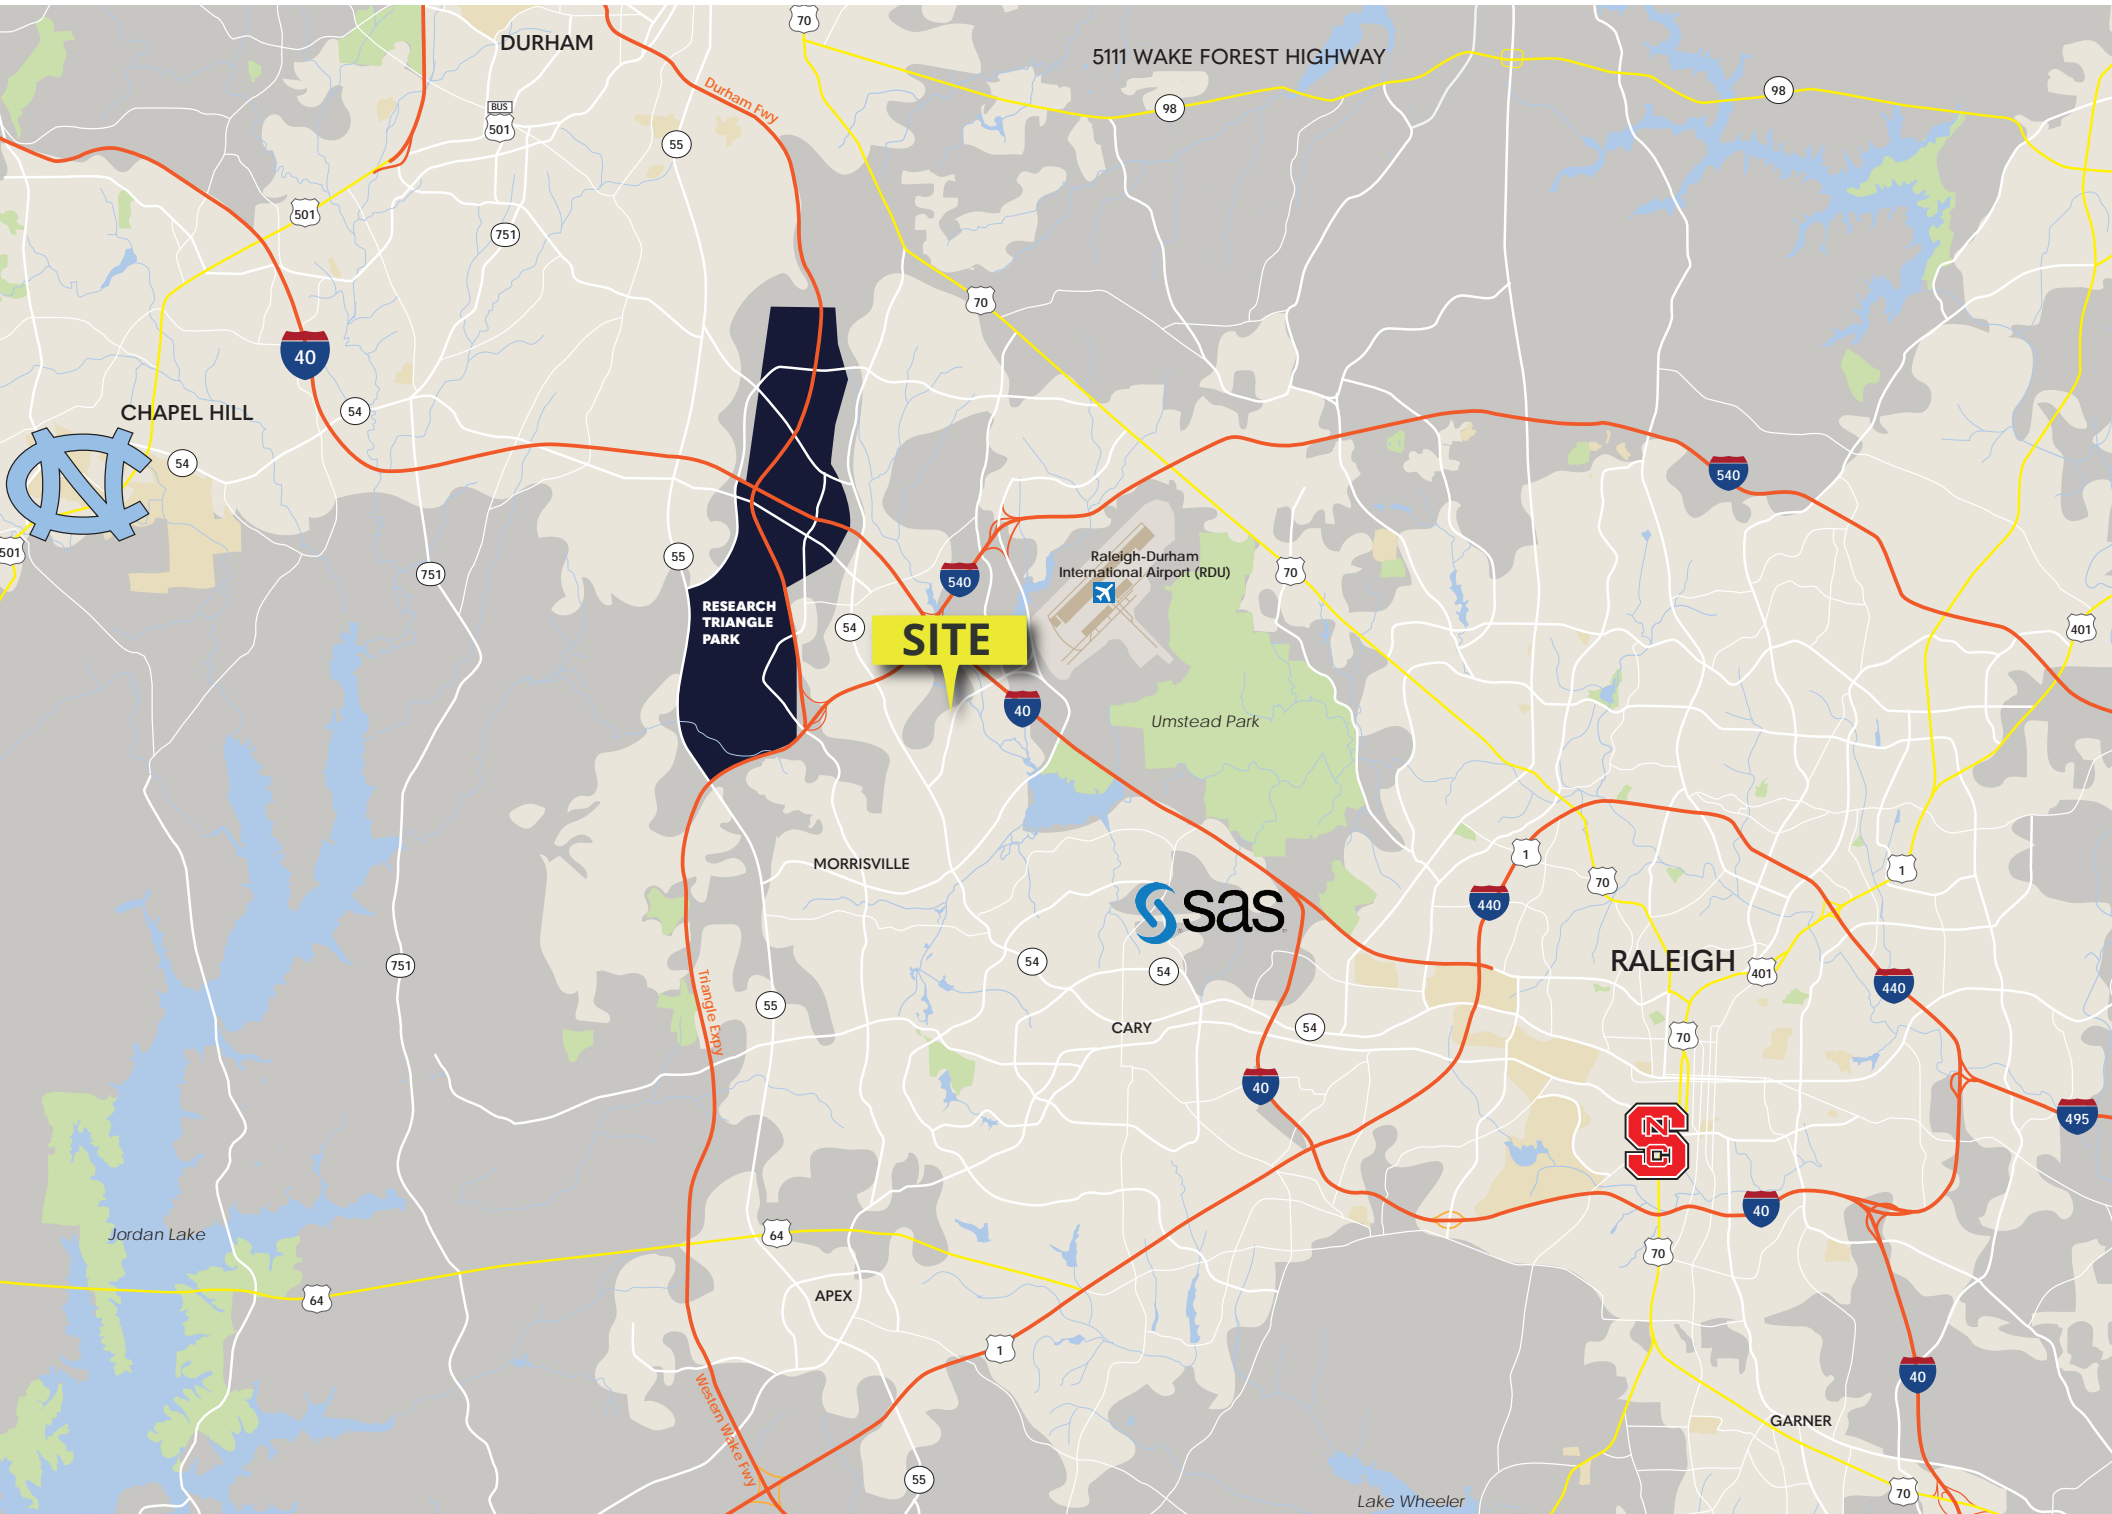 70
DURHAM
5111 WAKE FOREST HIGHWAY
Durham Fwy
98
98
BUS
501
55
501
751
70
40
CHAPEL HILL
54
54
NC
540
501
55
751
540
Raleigh-Durham
International Airport (RDU)
70
RESEARCH
TRIANGLE
PARK
54
SITE
401
40
Umstead Park
MORRISVILLE
1
70
1
440
sas
54
54
RALEIGH
401
440
751
Triangle Expy
55
CARY
54
70
40
495
NCS
Jordan Lake
64
40
70
64
APEX
1
40
Western Wake Fwy
GARNER
55
Lake Wheeler
70